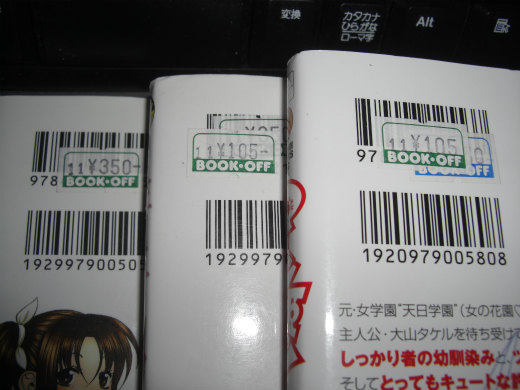 変換
カタカナ
ひらがな
ローマ字
Alt
11 ¥350-
BOOK・OFF
978
192997900505
11 ¥105-
BOOK・OFF
1929979005
11 ¥105
BOOK・OFF
97
1920979005808
元・女学園“天日学園”(女の花園♡
主人公・大山タケルを待ち受けて
しっかり者の幼馴染みと、ツ
そしてとってもキュートな